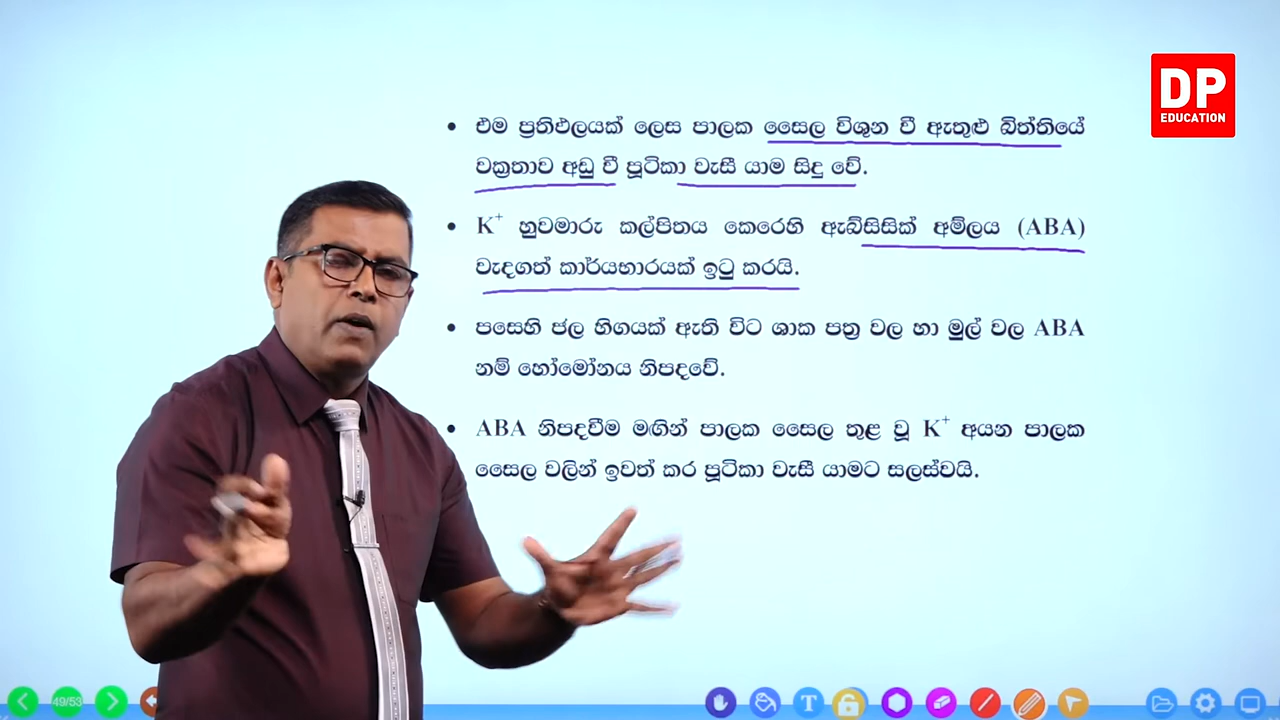 DP
EDUCATION
• එම ප්‍රතිඵලයක් ලෙස පාලක සෛල විශුන වී ඇතුළු බිත්තියේ
වක්‍රතාව අඩු වී පූටිකා වැසී යාම සිදු වේ.
• K⁺ හුවමාරු කල්පිතය කෙරෙහි ඇබ්සිසික් අම්ලය (ABA)
වැදගත් කාර්යභාරයක් ඉටු කරයි.
• පසෙහි ජල හිගයක් ඇති විට ශාක පත්‍ර වල හා මුල් වල ABA
නම් හෝමෝනය නිපදවේ.
• ABA නිපදවීම මඟින් පාලක සෛල තුළ වූ K⁺ අයන පාලක
සෛල වලින් ඉවත් කර පූටිකා වැසී යාමට සලස්වයි.
49/53
T